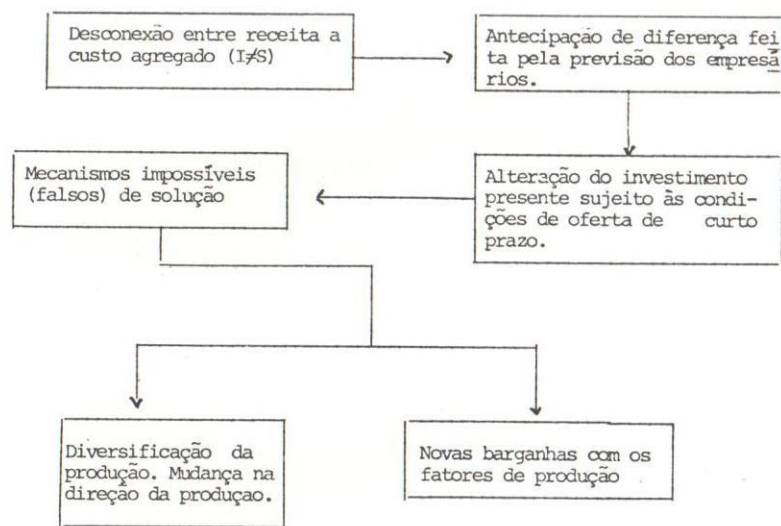 Desconexão entre receita a
custo agregado (I≠S)
Antecipação de diferença fei
ta pela previsão dos empresā
rios.
Mecanismos impossíveis
(falsos) de solução
Alteração do investimento
presente sujeito às condi-
ções de oferta de curto
prazo.
Diversificação da
produção. Mudança na
direção da produçao.
Novas barganhas com os
fatores de produção